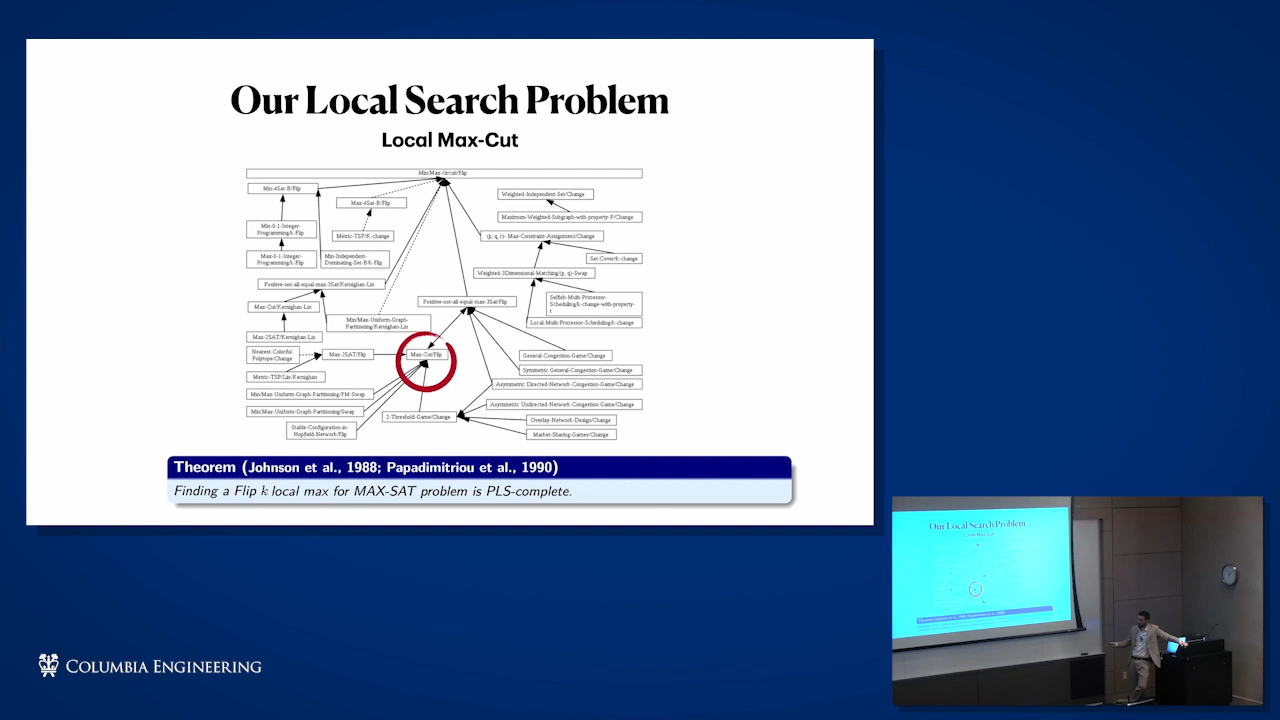 Our Local Search Problem
Local Max-Cut
Min/Max-circuit/Flip
Min-4Sat-B/Flip
Weighted-Independent-Set/Change
Max-4Sat-B/Flip
Maximum-Weighted-Subgraph-with-property-P/Change
Min-0-1-Integer-
Programming/k-Flip
Metric-TSP/K-change
(p, q, r)- Max-Constraint-Assignment/Change
Max-0-1-Integer-
Programming/k-Flip
Min-Independent-
Dominating-Set-B/k-Flip
Set-Cover/k-change
Weighted-3Dimensional-Matching/(p, q)-Swap
Positive-not-all-equal-max-3Sat/Kernighan-Lin
Positive-not-all-equal-max-3Sat/Flip
Selfish-Multi-Processor-
Scheduling/k-change-with-property-
t
Max-Cut/Kernighan-Lin
Min/Max-Uniform-Graph-
Partitioning/Kernighan-Lin
Local-Multi-Processor-Scheduling/k-change
Max-2SAT/Kernighan-Lin
Nearest-Colorful-
Polytope/Change
Max-2SAT/Flip
Max-Cut/Flip
General-Congestion-Game/Change
Symmetric General-Congestion-Game/Change
Metric-TSP/Lin-Kernighan
Asymmetric Directed-Network-Congestion-Game/Change
Min/Max-Uniform-Graph-Partitioning/FM-Swap
Asymmetric Undirected-Network-Congestion-Game/Change
Min/Max-Uniform-Graph-Partitioning/Swap
2-Threshold-Game/Change
Overlay-Network-Design/Change
Stable-Configuration-in-
Hopfield-Network/Flip
Market-Sharing-Game/Change
Theorem (Johnson et al., 1988; Papadimitriou et al., 1990)
Finding a Flip k local max for MAX-SAT problem is PLS-complete.
Our Local Search Problem
Local Max-Cut
COLUMBIA ENGINEERING